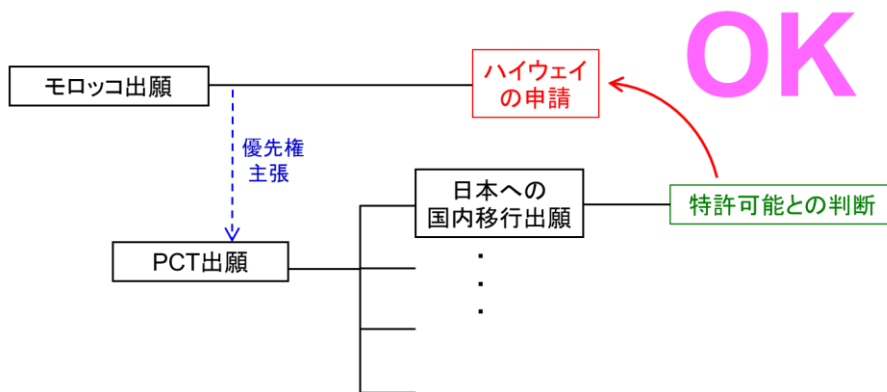 OK
モロッコ出願
ハイウェイ
の申請
優先権
主張
日本への
国内移行出願
特許可能との判断
PCT出願